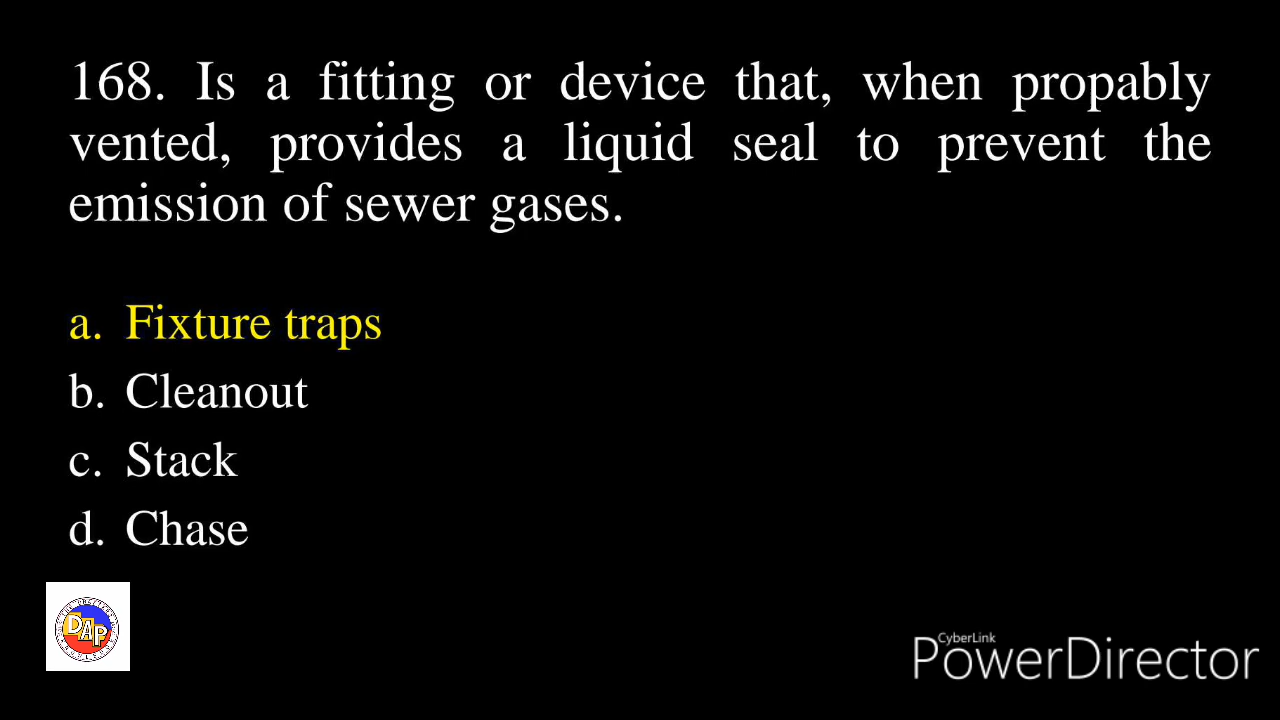 168. Is a fitting or device that, when propably
vented, provides a liquid seal to prevent the
emission of sewer gases.
a. Fixture traps
b. Cleanout
c. Stack
d. Chase
DAP
CyberLink
PowerDirector